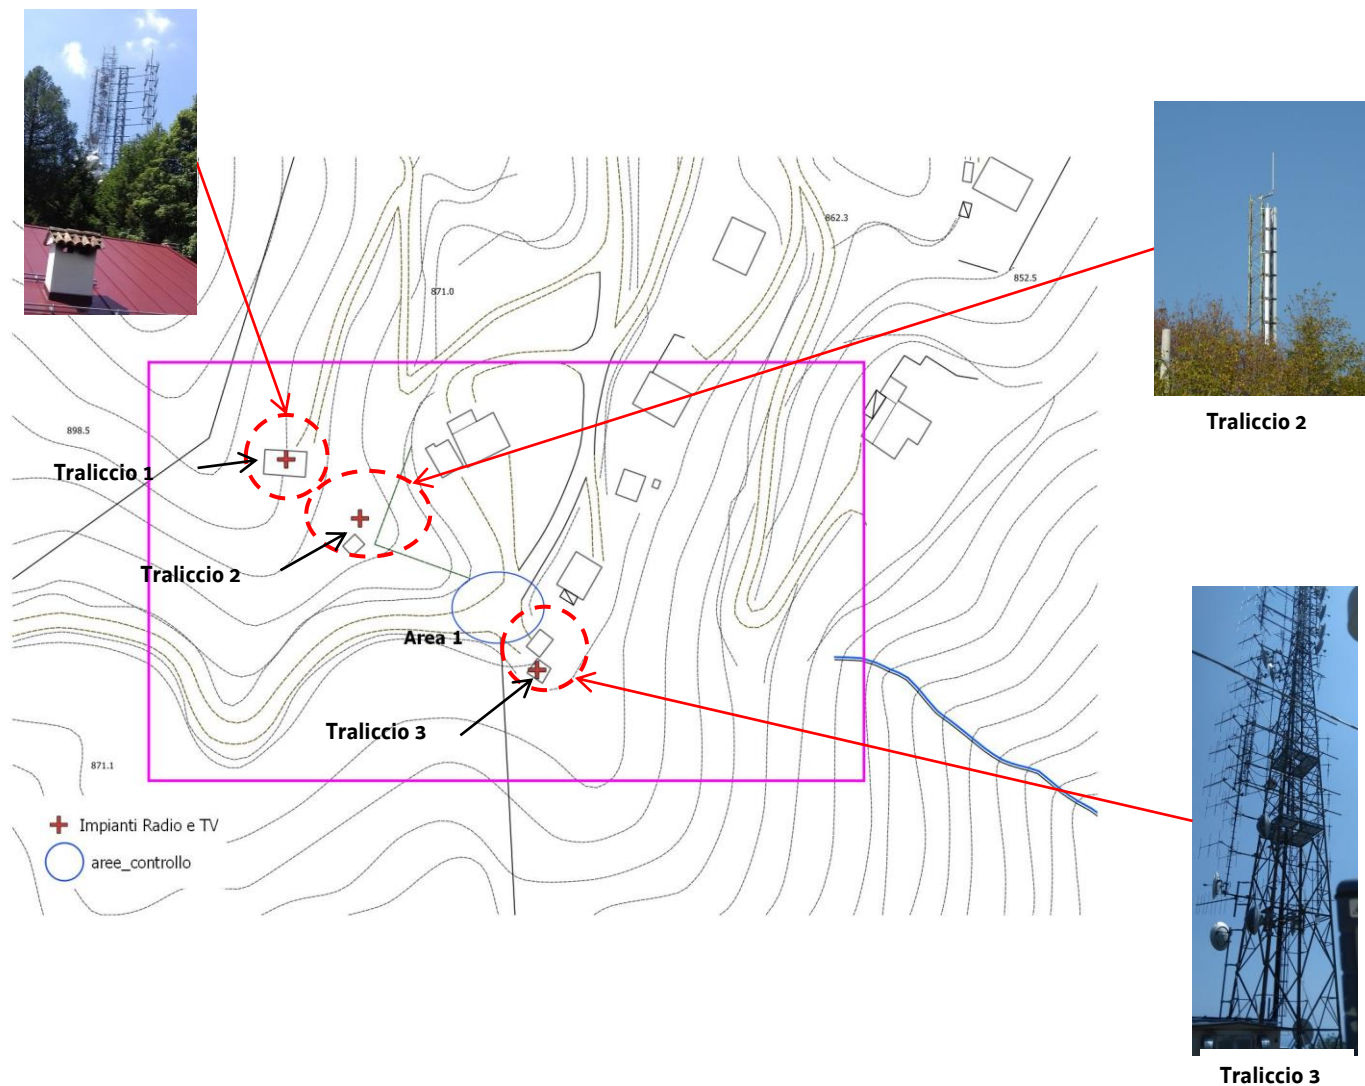 862.3
852.5
871.0
Traliccio 2
898.5
Traliccio 1
Traliccio 2
Area 1
Traliccio 3
871.1
Impianti Radio e TV
aree_controllo
Traliccio 3